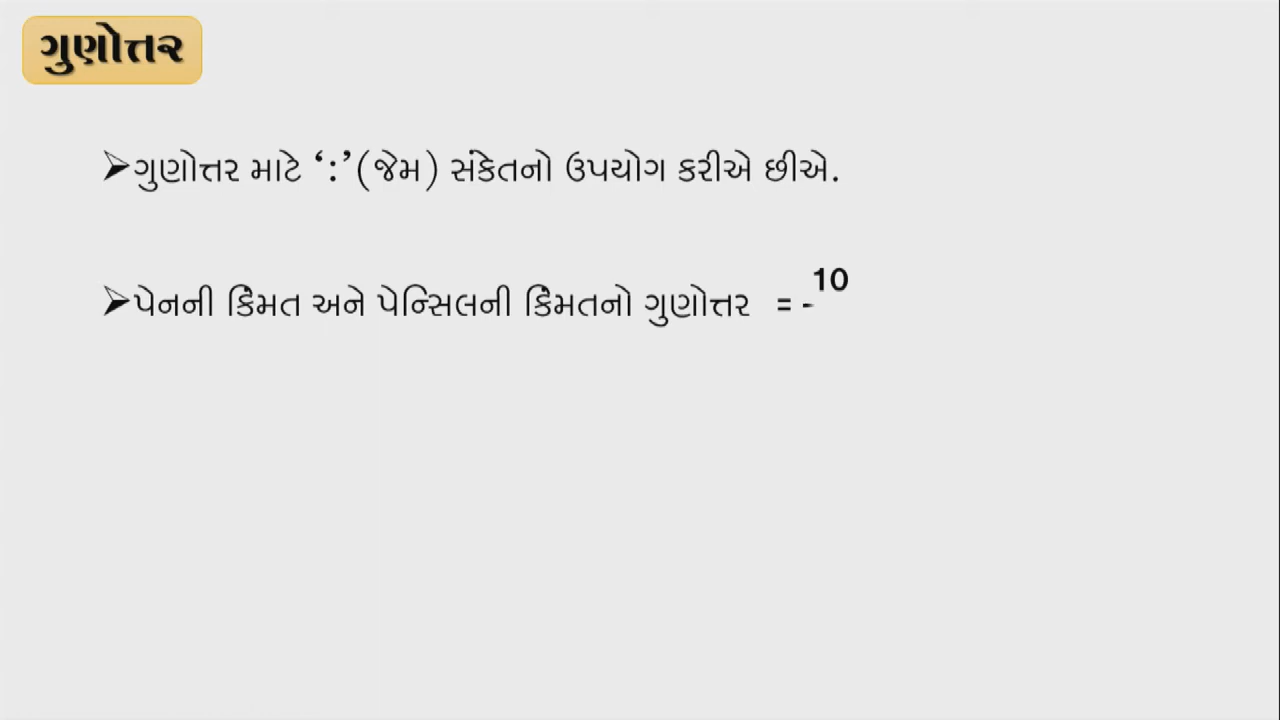 ગુણોત્તર
➢ગુણોત્તર માટે ‘:’(જેમ) સંકેતનો ઉપયોગ કરીએ છીએ.
➢પેનની કિંમત અને પેન્સિલની કિંમતનો ગુણોત્તર = - 10